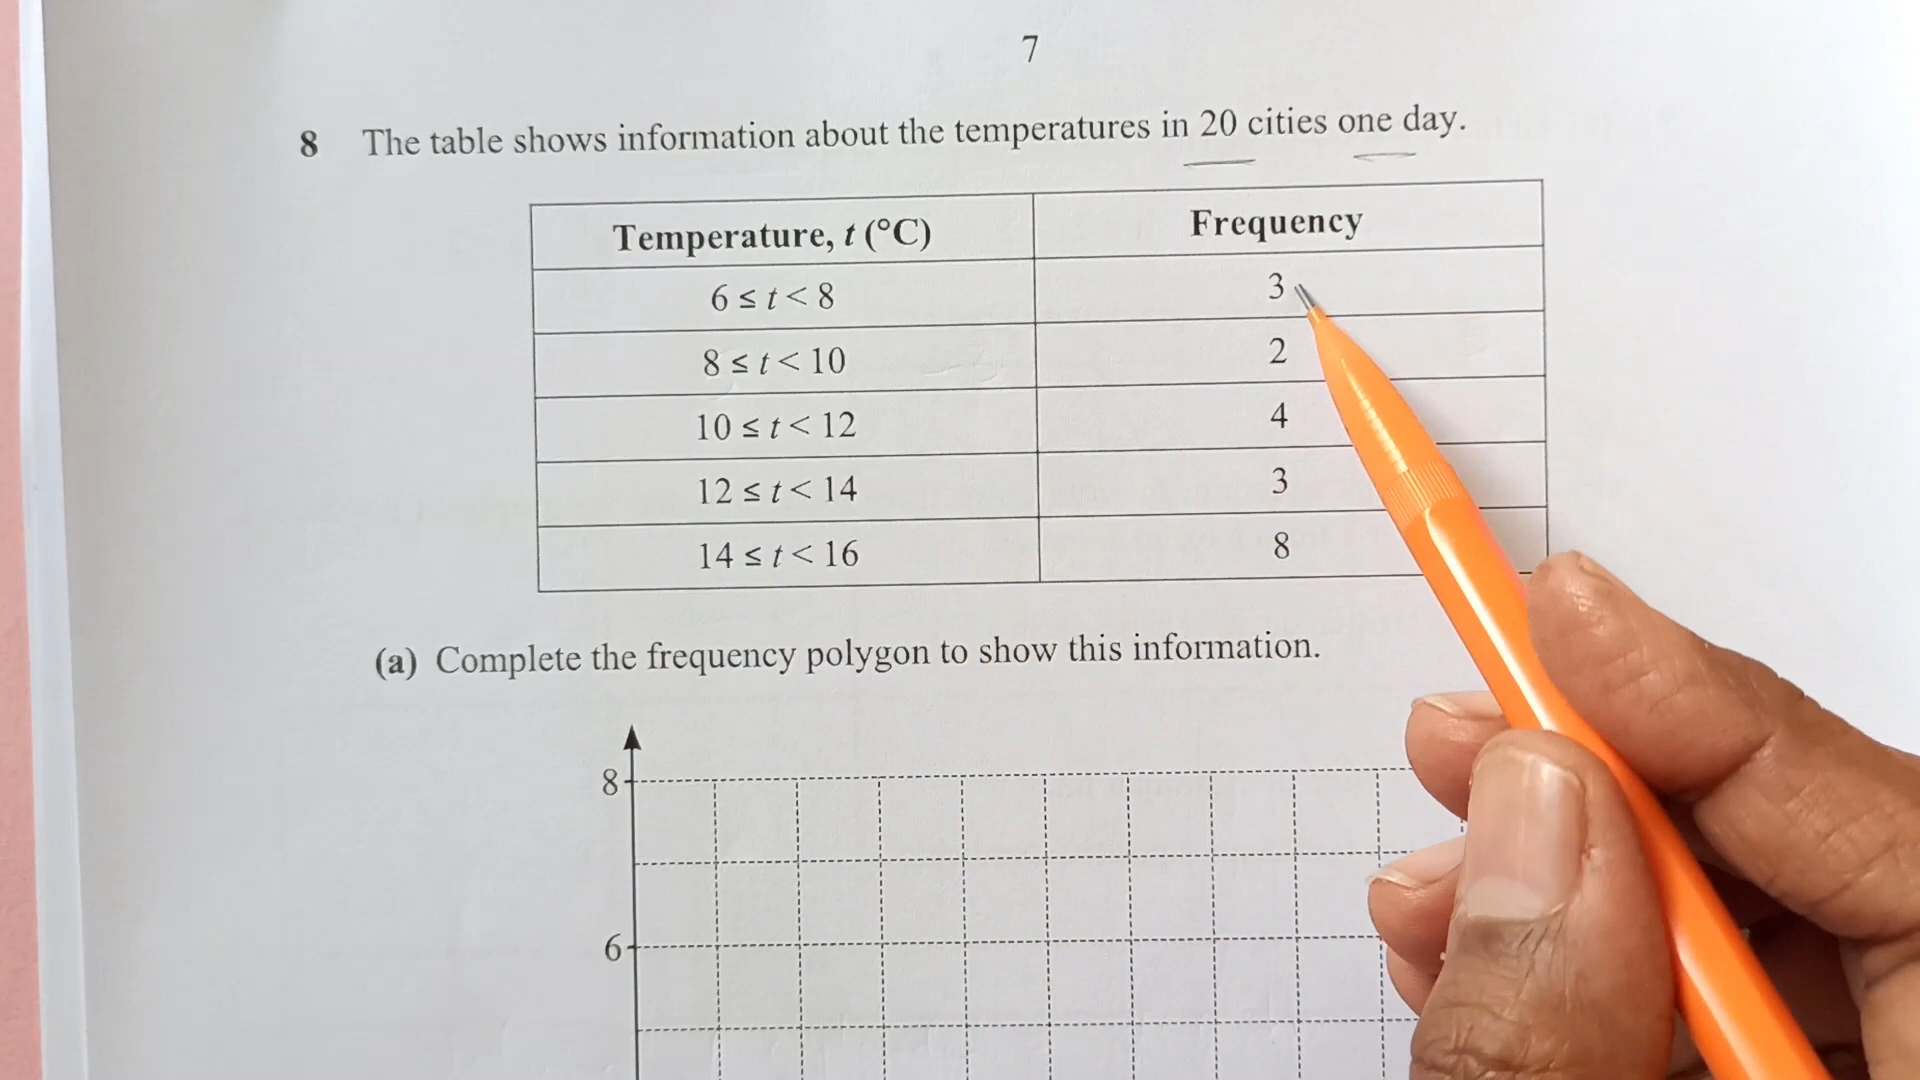 7
8 The table shows information about the temperatures in 20 cities one day.
Temperature, t (°C) Frequency
6 ≤ t < 8 3
8 ≤ t < 10 2
10 ≤ t < 12 4
12 ≤ t < 14 3
14 ≤ t < 16 8
(a) Complete the frequency polygon to show this information.
8
6